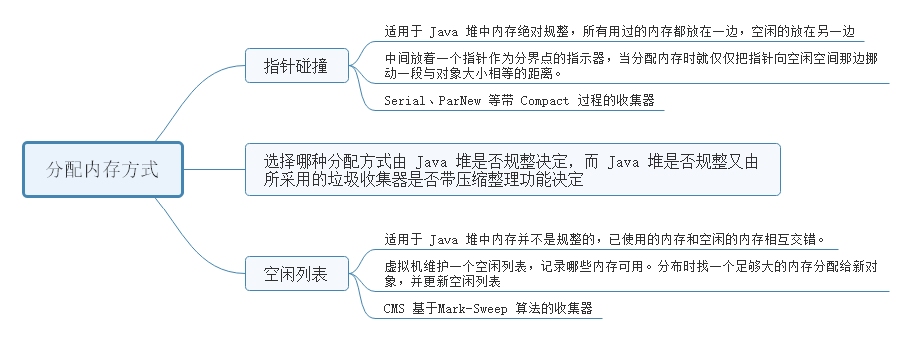 适用于 Java 堆中内存绝对规整，所有用过的内存都放在一边，空闲的放在另一边
指针碰撞
中间放着一个指针作为分界点的指示器，当分配内存时就仅仅把指针向空闲空间那边挪
动一段与对象大小相等的距离。
Serial、ParNew 等带 Compact 过程的收集器
分配内存方式
选择哪种分配方式由 Java 堆是否规整决定，而 Java 堆是否规整又由
所采用的垃圾收集器是否带压缩整理功能决定
适用于 Java 堆中内存并不是规整的，已使用的内存和空闲的内存相互交错。
空闲列表
虚拟机维护一个空闲列表，记录哪些内存可用。分布时找一个足够大的内存分配给新对
象，并更新空闲列表
CMS 基于Mark-Sweep 算法的收集器